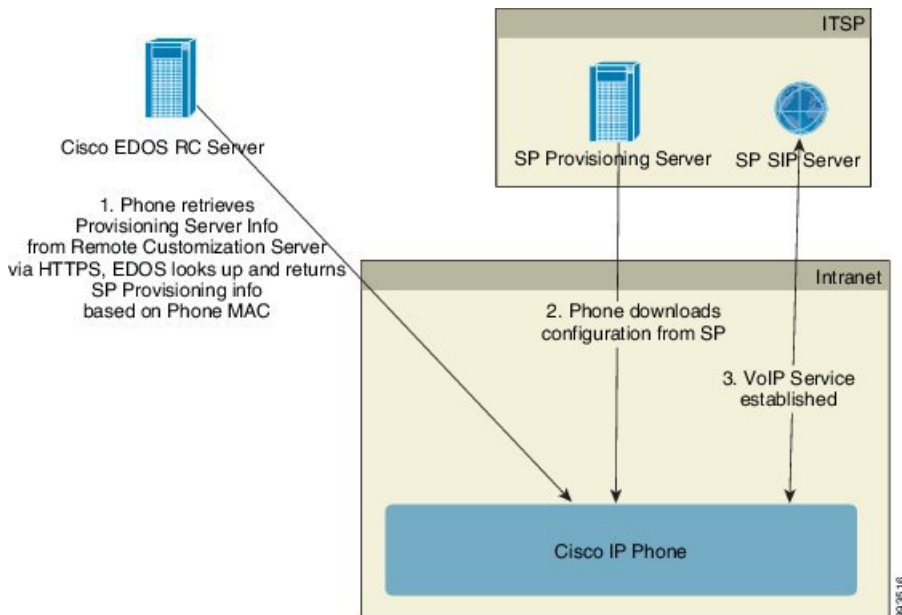 ITSP
Cisco EDOS RC Server
SP Provisioning Server
SP SIP Server
1. Phone retrieves
Provisioning Server Info
from Remote Customization Server
via HTTPS, EDOS looks up and returns
SP Provisioning info
based on Phone MAC
Intranet
2. Phone downloads
configuration from SP
3. VoIP Service
established
Cisco IP Phone